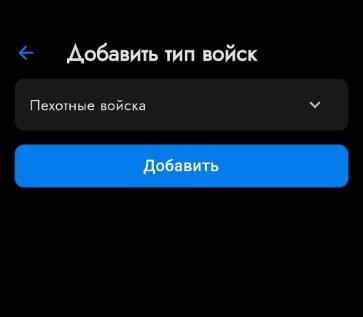 Добавить тип войск
Пехотные войска
Добавить